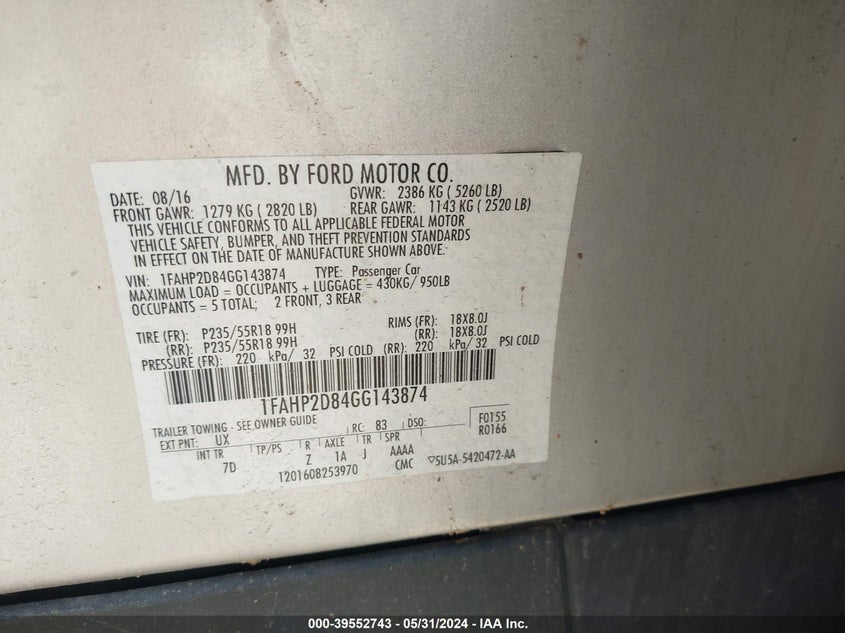 MFD. BY FORD MOTOR CO.
DATE: 08/16 GVWR: 2386 KG ( 5260 LB)
FRONT GAWR: 1279 KG ( 2820 LB) REAR GAWR: 1143 KG ( 2520 LB)
THIS VEHICLE CONFORMS TO ALL APPLICABLE FEDERAL MOTOR
VEHICLE SAFETY, BUMPER, AND THEFT PREVENTION STANDARDS
IN EFFECT ON THE DATE OF MANUFACTURE SHOWN ABOVE.
VIN: 1FAHP2D84GG143874 TYPE: Passenger Car
MAXIMUM LOAD = OCCUPANTS + LUGGAGE = 430KG/ 950LB
OCCUPANTS = 5 TOTAL; 2 FRONT, 3 REAR
TIRE (FR): P235/55R18 99H RIMS (FR): 18X8.0J
(RR): P235/55R18 99H (RR): 18X8.0J
PRESSURE (FR): 220 kPa/ 32 PSI COLD (RR): 220 kPa/ 32 PSI COLD
1FAHP2D84GG143874
TRAILER TOWING - SEE OWNER GUIDE RC: 83 DSO: F0155
R0166
EXT PNT: UX
INT TR TP/PS R AXLE TR SPR
7D Z 1A J AAAA
1201608253970 CMC ▽5U5A-5420472-AA
000-39552743 - 05/31/2024 - IAA Inc.